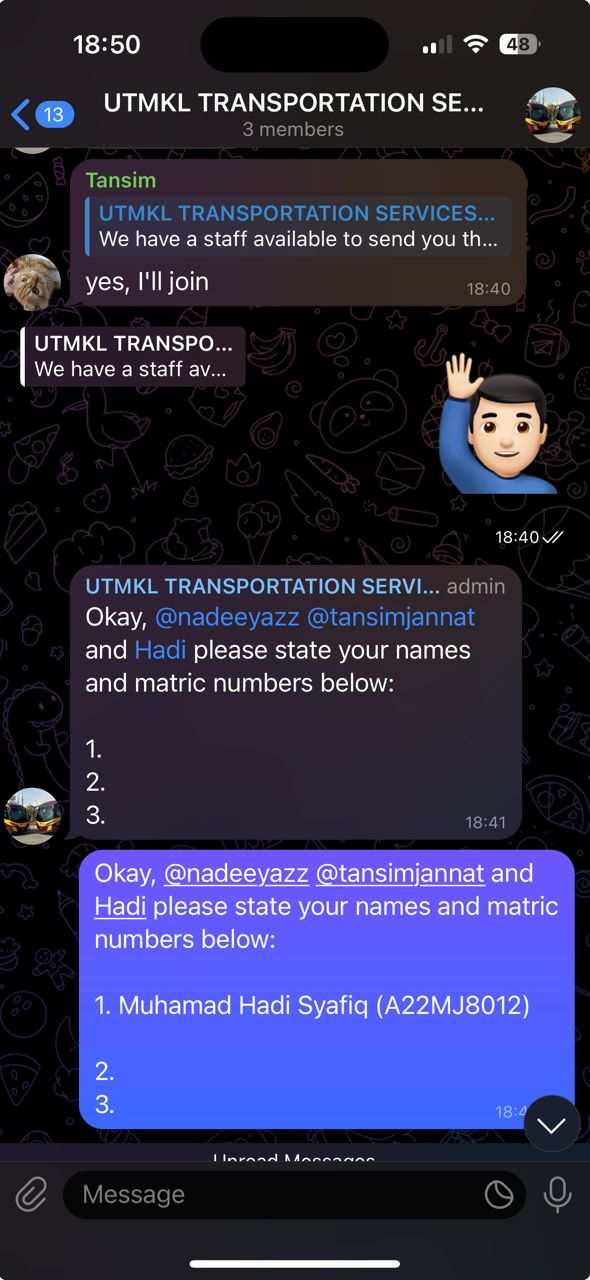 18:50
48
13
UTMKL TRANSPORTATION SE...
3 members
Tansim
UTMKL TRANSPORTATION SERVICES...
We have a staff available to send you th...
yes, I'll join
18:40
UTMKL TRANSPO...
We have a staff av...
18:40
UTMKL TRANSPORTATION SERVI... admin
Okay, @nadeeyazz @tansimjannat
and Hadi please state your names
and matric numbers below:
1.
2.
3.
18:41
Okay, @nadeeyazz @tansimjannat and
Hadi please state your names and matric
numbers below:
1. Muhamad Hadi Syafiq (A22MJ8012)
2.
3.
Unread Messages
Message